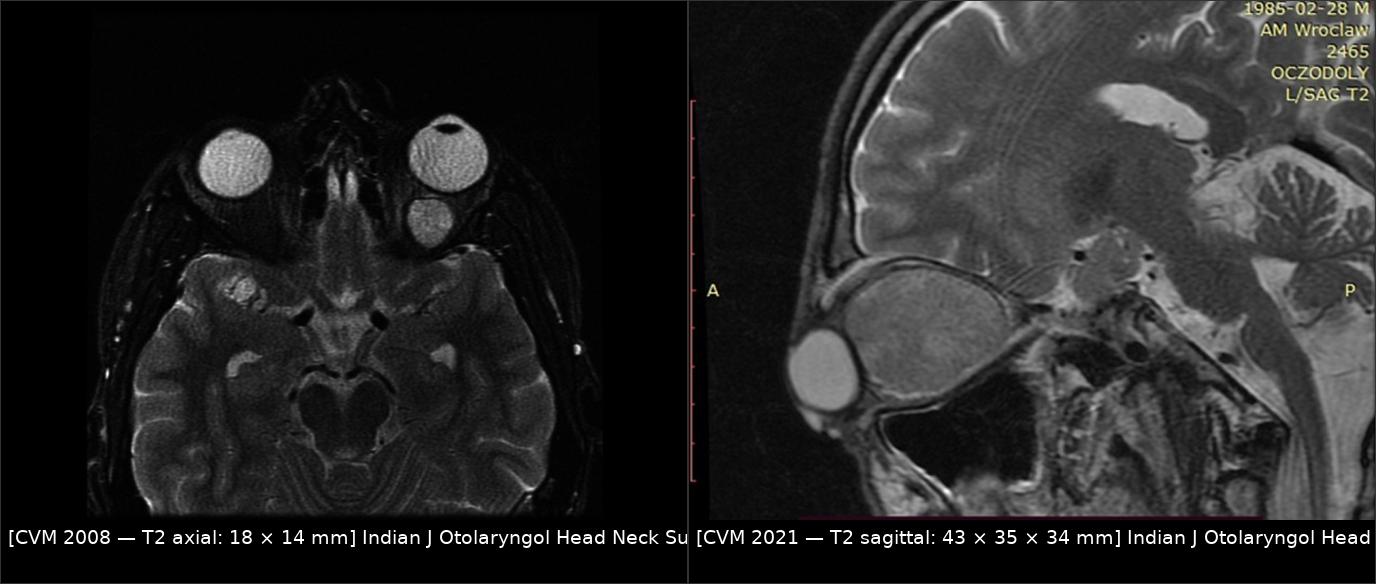 1985-02-28 M
AM Wroclaw
2465
OCZODOLY
L/SAG T2
A
P
[CVM 2008 — T2 axial: 18 × 14 mm] Indian J Otolaryngol Head Neck Su
[CVM 2021 — T2 sagittal: 43 × 35 × 34 mm] Indian J Otolaryngol Head